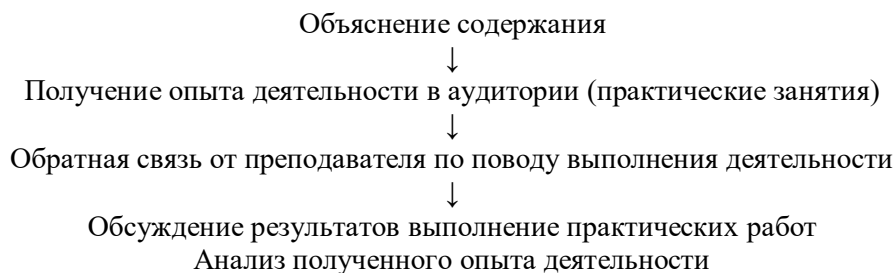 Объяснение содержания
↓
Получение опыта деятельности в аудитории (практические занятия)
↓
Обратная связь от преподавателя по поводу выполнения деятельности
↓
Обсуждение результатов выполнение практических работ
Анализ полученного опыта деятельности